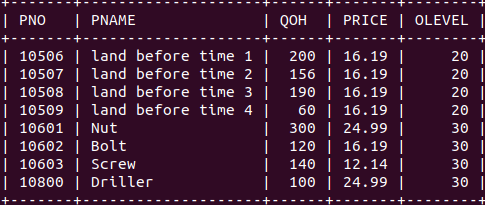 | PNO | PNAME | QOH | PRICE | OLEVEL |
| 10506 | land before time 1 | 200 | 16.19 | 20 |
| 10507 | land before time 2 | 156 | 16.19 | 20 |
| 10508 | land before time 3 | 190 | 16.19 | 20 |
| 10509 | land before time 4 | 60 | 16.19 | 20 |
| 10601 | Nut | 300 | 24.99 | 30 |
| 10602 | Bolt | 120 | 16.19 | 30 |
| 10603 | Screw | 140 | 12.14 | 30 |
| 10800 | Driller | 100 | 24.99 | 30 |